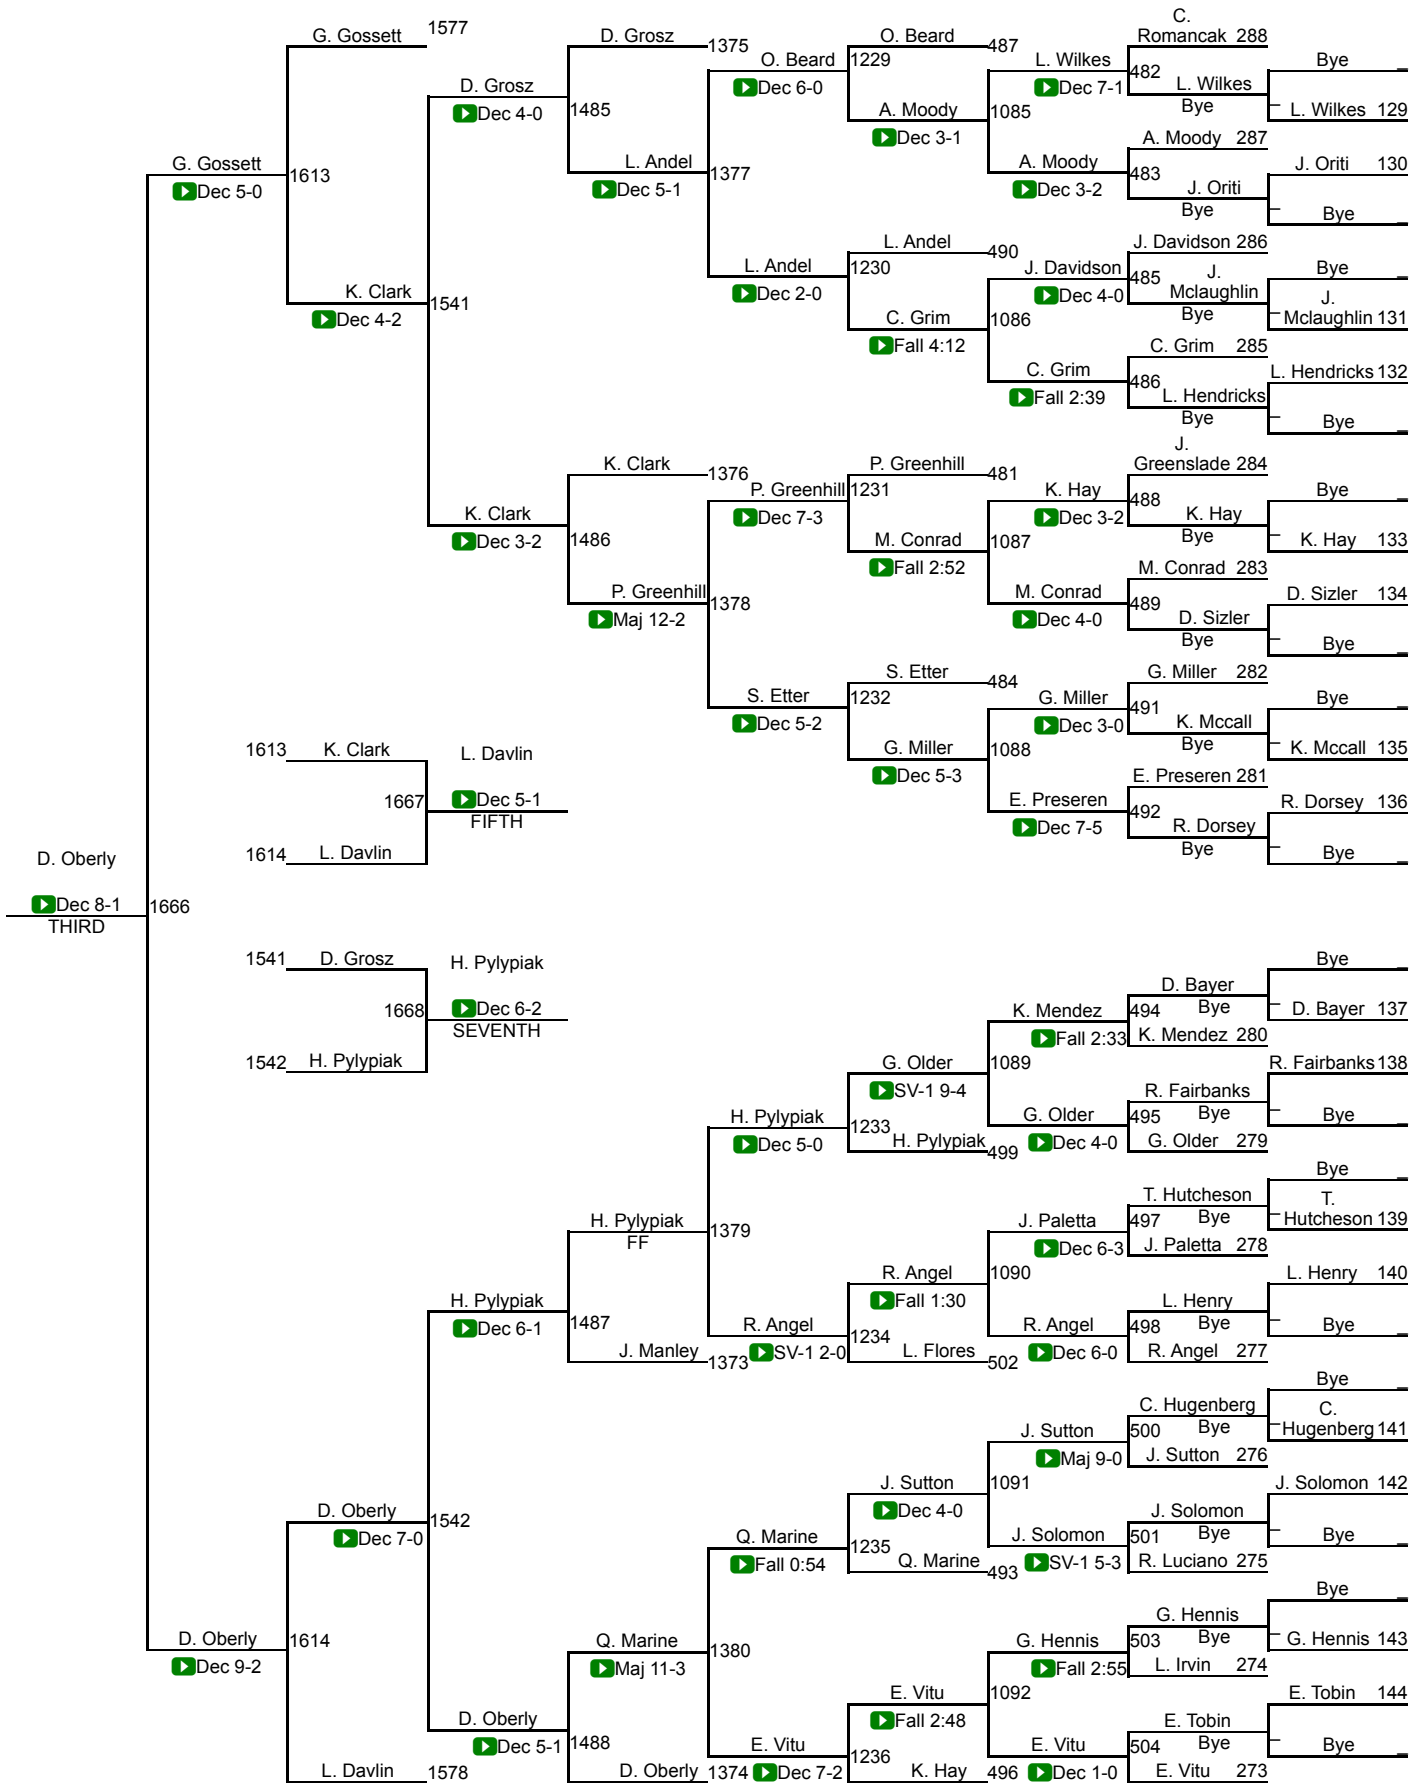 C.
G. Gossett 1577 D. Grosz 1375 O. Beard 487 Romancak 288
O. Beard 1229 L. Wilkes 482 Bye _
D. Grosz Dec 6-0 Dec 7-1 L. Wilkes
Dec 4-0 1485 A. Moody 1085 Bye _ L. Wilkes 129
Dec 3-1 A. Moody 287
G. Gossett 1613 L. Andel 1377 A. Moody 483 J. Oriti 130
Dec 5-0 Dec 5-1 Dec 3-2 J. Oriti
Bye _ Bye _
L. Andel 490 J. Davidson 286
L. Andel 1230 J. Davidson 485 J. Bye _
K. Clark 1541 Dec 2-0 Dec 4-0 Mclaughlin J.
Dec 4-2 C. Grim 1086 Bye _ Mclaughlin 131
Fall 4:12 C. Grim 285
C. Grim 486 L. Hendricks 132
Fall 2:39 L. Hendricks
Bye Bye _
J.
K. Clark 1376 P. Greenhill 481 Greenslade 284
P. Greenhill 1231 K. Hay 488 Bye _
K. Clark Dec 7-3 Dec 3-2 K. Hay
Dec 3-2 1486 M. Conrad 1087 Bye _ K. Hay 133
Fall 2:52 M. Conrad 283
P. Greenhill 1378 M. Conrad 489 D. Sizler 134
Maj 12-2 Dec 4-0 D. Sizler
Bye _ Bye _
S. Etter 484 G. Miller 282
S. Etter 1232 G. Miller 491 Bye _
Dec 5-2 Dec 3-0 K. Mccall
1613 K. Clark L. Davlin G. Miller 1088 Bye _ K. Mccall 135
Dec 5-3 E. Preseren 281
1667 Dec 5-1 E. Preseren 492 R. Dorsey 136
FIFTH Dec 7-5 R. Dorsey
1614 L. Davlin Bye _ Bye _
D. Oberly
Dec 8-1 1666
THIRD
1541 D. Grosz H. Pylypiak Bye _
D. Bayer
1668 Dec 6-2 K. Mendez 494 Bye _ D. Bayer 137
SEVENTH Fall 2:33 K. Mendez 280
1542 H. Pylypiak G. Older 1089 R. Fairbanks 138
SV-1 9-4 R. Fairbanks
H. Pylypiak 1233 G. Older 495 Bye _ Bye _
Dec 5-0 H. Pylypiak 499 Dec 4-0 G. Older 279
Bye _
T. Hutcheson T.
H. Pylypiak 1379 J. Paletta 497 Bye _ Hutcheson 139
FF Dec 6-3 J. Paletta 278
R. Angel 1090 L. Henry 140
H. Pylypiak Fall 1:30 L. Henry
Dec 6-1 1487 R. Angel 1234 R. Angel 498 Bye _ Bye _
J. Manley 1373 SV-1 2-0 L. Flores 502 Dec 6-0 R. Angel 277
Bye _
C. Hugenberg C.
J. Sutton 500 Bye _ Hugenberg 141
Maj 9-0 J. Sutton 276
J. Sutton 1091 J. Solomon 142
D. Oberly 1542 Dec 4-0 J. Solomon
Dec 7-0 Q. Marine 1235 J. Solomon 501 Bye _ Bye _
Fall 0:54 Q. Marine 493 SV-1 5-3 R. Luciano 275
Bye _
G. Hennis
D. Oberly 1614 Q. Marine 1380 G. Hennis 503 Bye _ G. Hennis 143
Dec 9-2 Maj 11-3 Fall 2:55 L. Irvin 274
E. Vitu 1092 E. Tobin 144
D. Oberly Fall 2:48 E. Tobin
Dec 5-1 1488 E. Vitu 1236 E. Vitu 504 Bye _ Bye _
L. Davlin 1578 D. Oberly 1374 Dec 7-2 K. Hay 496 Dec 1-0 E. Vitu 273